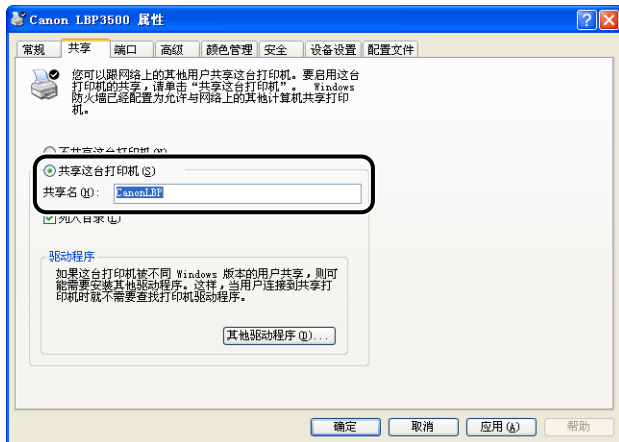 Canon LBP3500 属性
常规 共享 端口 高级 颜色管理 安全 设备设置 配置文件
您可以跟网络上的其他用户共享这台打印机。要启用这台
打印机的共享，请单击“共享这台打印机”。 Windows
防火墙已经配置为允许与网络上的其他计算机共享打印
机。
不共享这台打印机(N)
共享这台打印机(S)
共享名(H): CanonLBP
列入目录(L)
驱动程序
如果这台打印机被不同 Windows 版本的用户共享，则可
能需要安装其他驱动程序。这样，当用户连接到共享打
印机时就不需要查找打印机驱动程序。
其他驱动程序(D)...
确定 取消 应用(A) 帮助